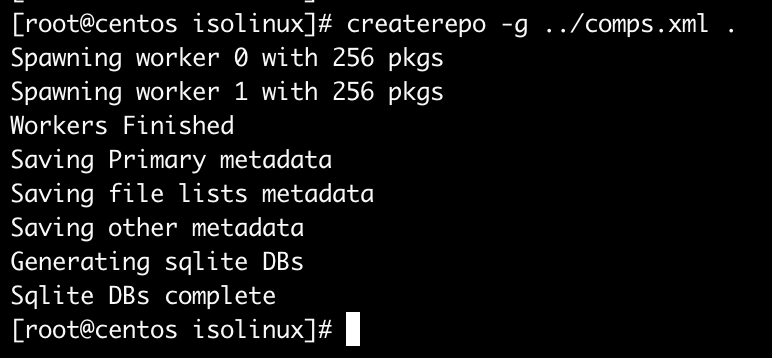 [root@centos isolinux]# createrepo -g ../comps.xml .
Spawning worker 0 with 256 pkgs
Spawning worker 1 with 256 pkgs
Workers Finished
Saving Primary metadata
Saving file lists metadata
Saving other metadata
Generating sqlite DBs
Sqlite DBs complete
[root@centos isolinux]#